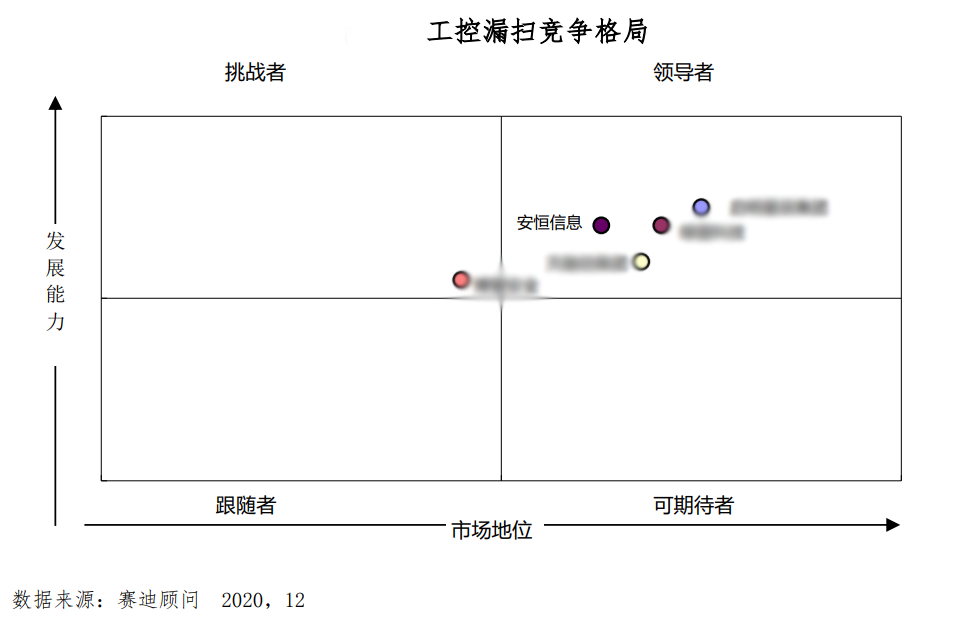 工控漏扫竞争格局
挑战者
领导者
安恒信息
发展能力
跟随者
可期待者
市场地位
数据来源：赛迪顾问 2020，12